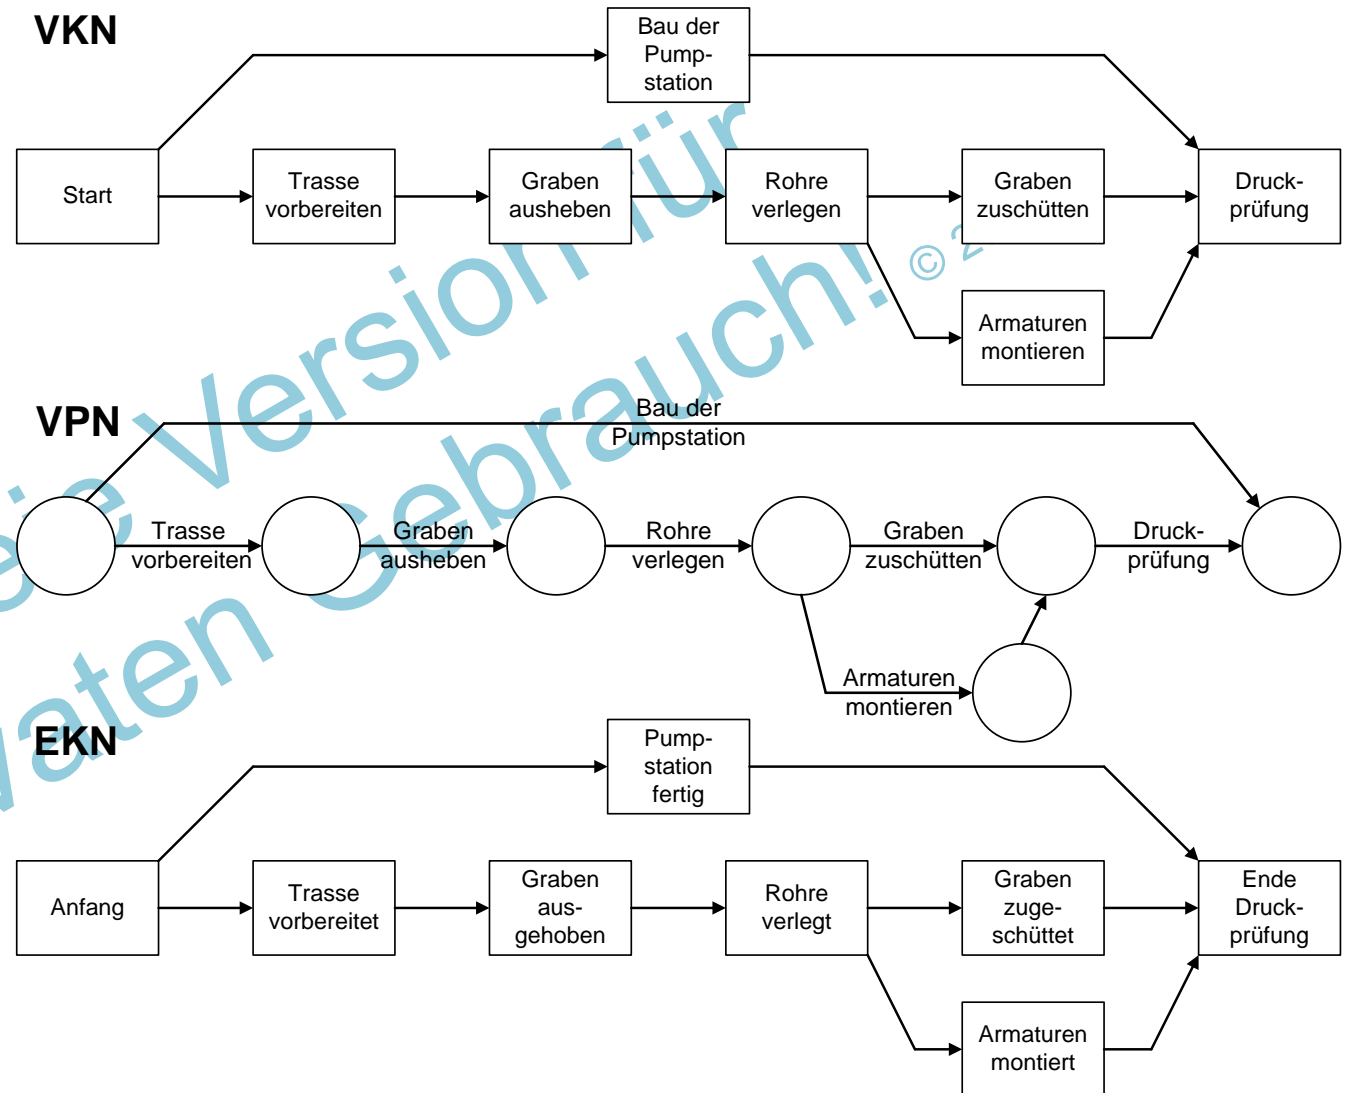 VKN
Bau der
Pump-
station
Start
Trasse
vorbereiten
Graben
ausheben
Rohre
verlegen
Graben
zuschütten
Druck-
prüfung
Armaturen
montieren
VPN
Bau der
Pumpstation
Trasse
vorbereiten
Graben
ausheben
Rohre
verlegen
Graben
zuschütten
Druck-
prüfung
Armaturen
montieren
EKN
Pump-
station
fertig
Anfang
Trasse
vorbereitet
Graben
aus-
gehoben
Rohre
verlegt
Graben
zuge-
schüttet
Ende
Druck-
prüfung
Armaturen
montiert
eie Version für
vaten Gebrauch! © 2